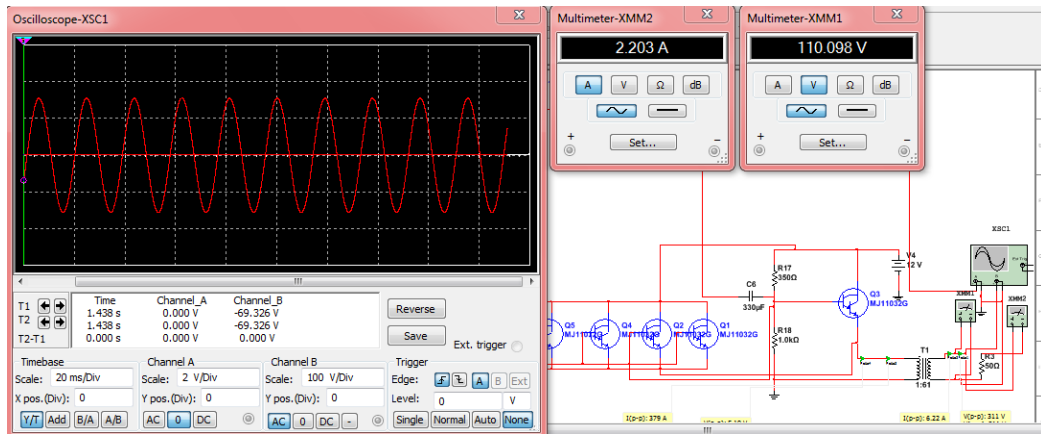 Oscilloscope-XSC1
Time Channel_A Channel_B
T1 1.438 s 0.000 V -69.326 V
T2 1.438 s 0.000 V -69.326 V
T2-T1 0.000 s 0.000 V 0.000 V
Reverse
Save
Ext. trigger
Timebase
Scale: 20 ms/Div
X pos.(Div): 0
Y/T Add B/A A/B
Channel A
Scale: 2 V/Div
Y pos.(Div): 0
AC 0 DC
Channel B
Scale: 100 V/Div
Y pos.(Div): 0
AC 0 DC -
Trigger
Edge: A B Ext
Level: 0 V
Single Normal Auto None
Multimeter-XMM2
2.203 A
A V Ω dB
+ Set... -
Multimeter-XMM1
110.098 V
A V Ω dB
+ Set... -
XSC1
V4
12 V
R17
350Ω
C6
330µF
Q3
MJ11032G
XMM1
XMM2
Q5
Q4
MJ11032G
Q2
MJ11032G
Q1
MJ11032G
R18
1.0kΩ
T1
1:61
R3
50Ω
I(p-p): 379 A
I(p-p): 6.22 A
V(p-p): 311 V